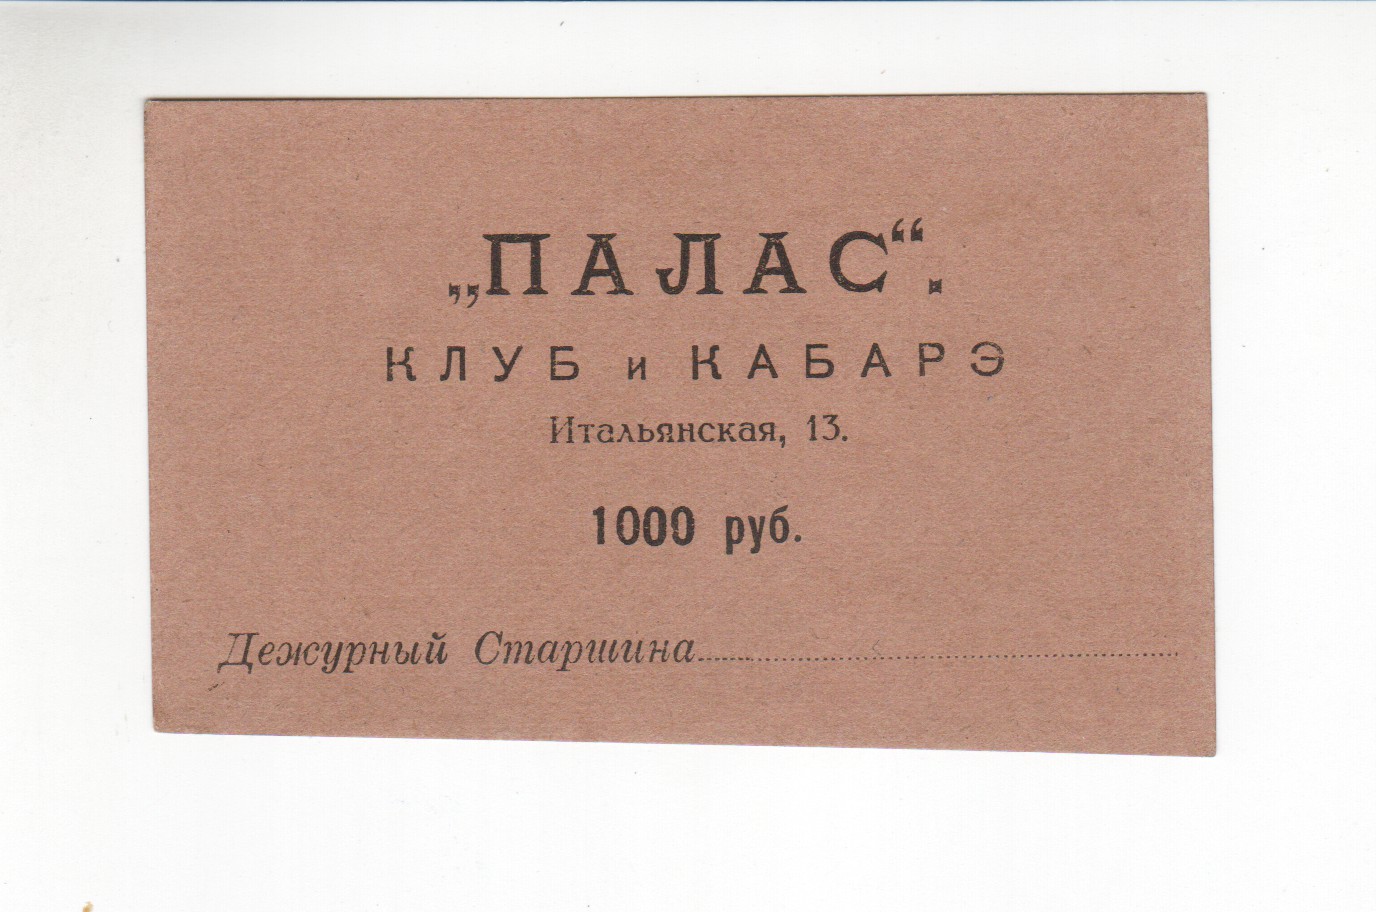 „ПАЛАС“.
КЛУБ и КАБАРЭ
Итальянская, 13.
1000 руб.
Дежурный Старшина